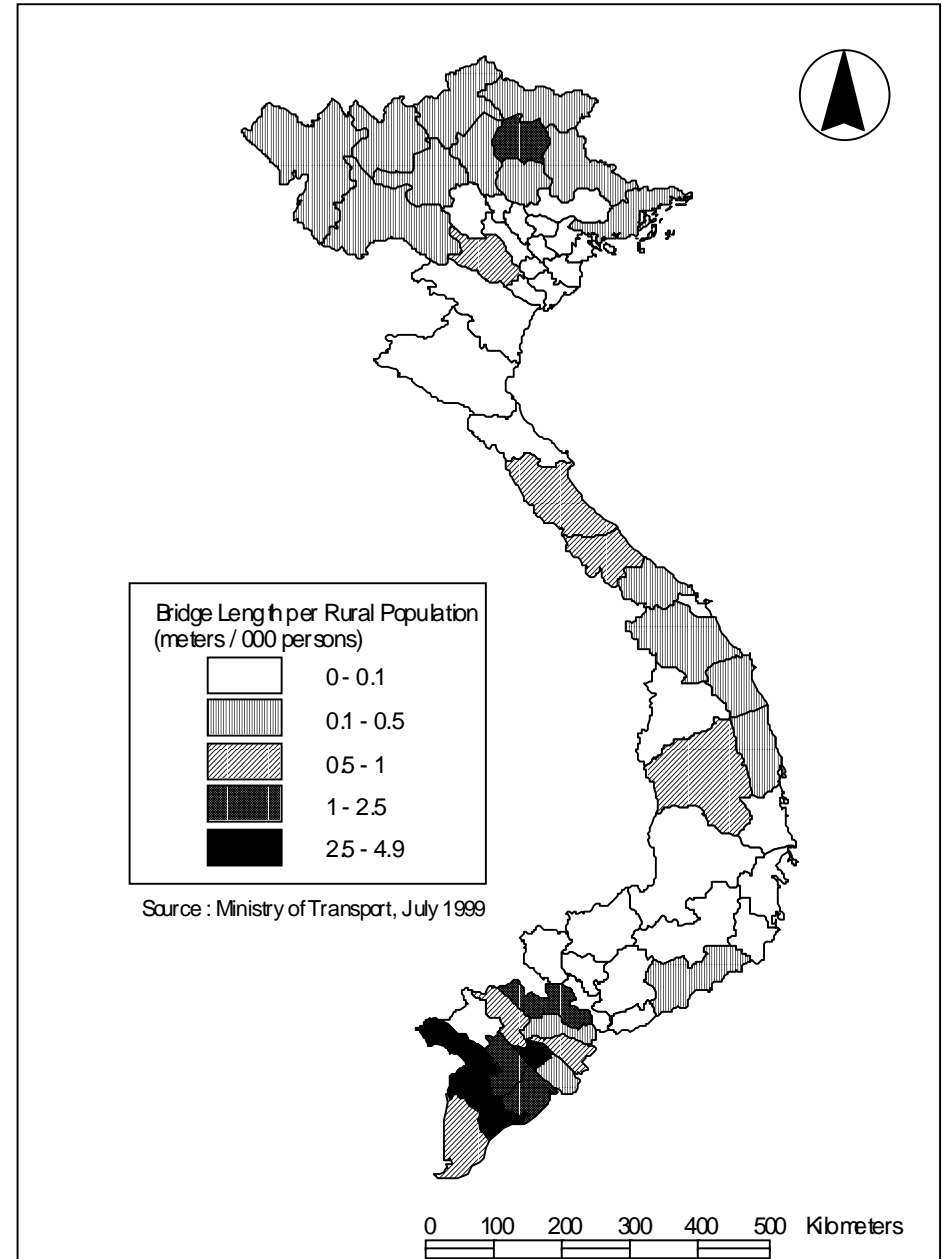 Bridge Length per Rural Population
(meters / 000 persons)
0 - 0.1
0.1 - 0.5
0.5 - 1
1 - 2.5
2.5 - 4.9
Source : Ministry of Transport, July 1999
0 100 200 300 400 500 Kilometers